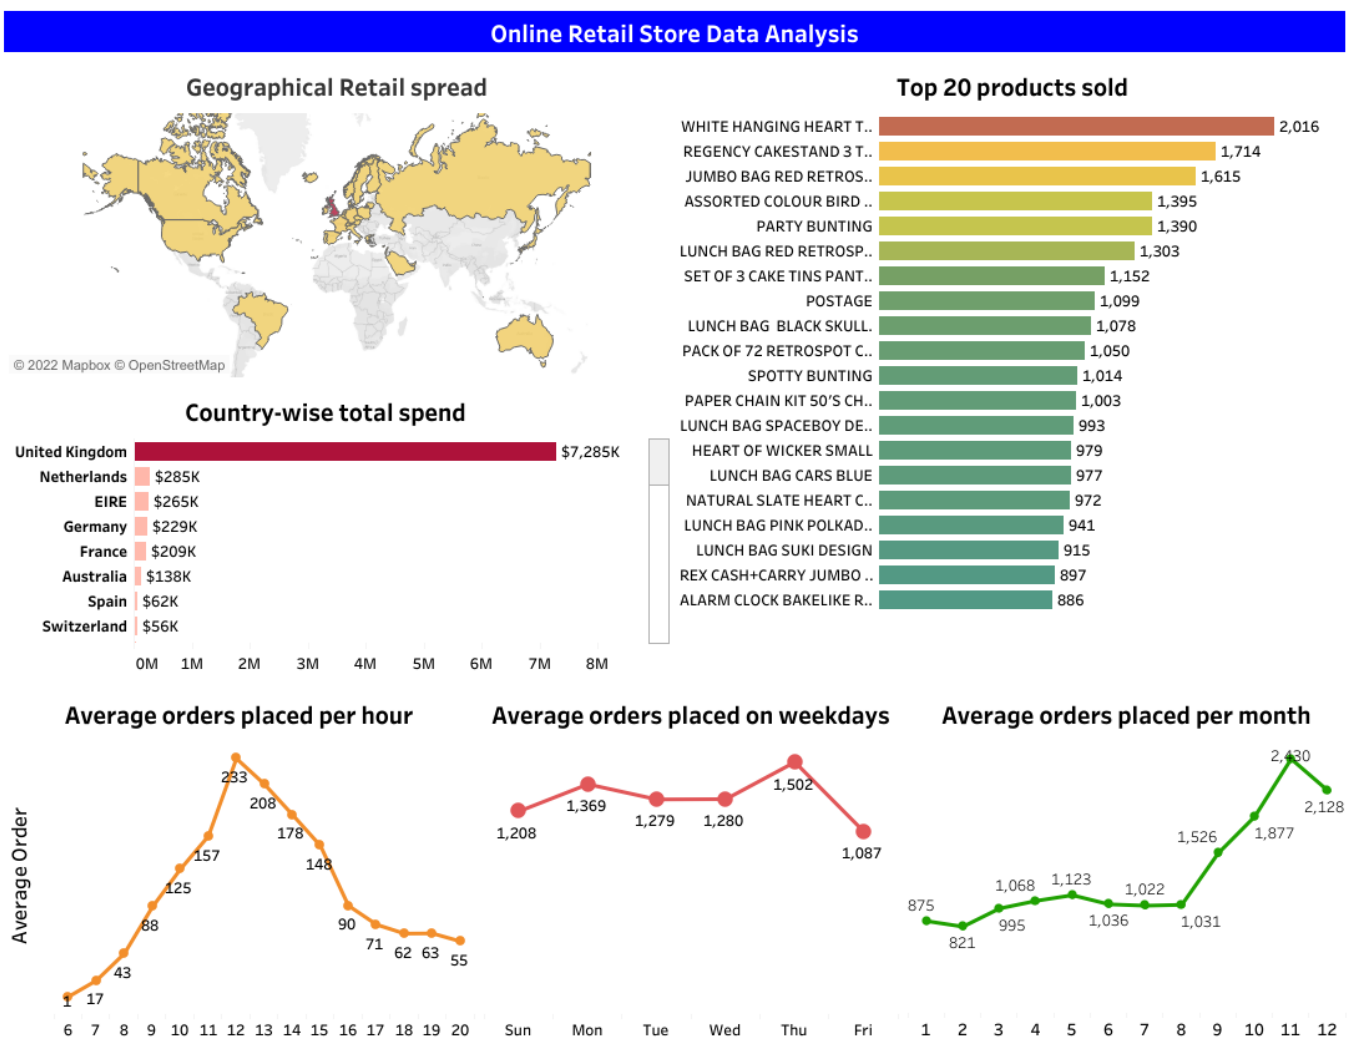 Online Retail Store Data Analysis
Geographical Retail spread
© 2022 Mapbox © OpenStreetMap
Top 20 products sold
WHITE HANGING HEART T.. 2,016
REGENCY CAKESTAND 3 T.. 1,714
JUMBO BAG RED RETROS.. 1,615
ASSORTED COLOUR BIRD .. 1,395
PARTY BUNTING 1,390
LUNCH BAG RED RETROSP.. 1,303
SET OF 3 CAKE TINS PANT.. 1,152
POSTAGE 1,099
LUNCH BAG  BLACK SKULL. 1,078
PACK OF 72 RETROSPOT C.. 1,050
SPOTTY BUNTING 1,014
PAPER CHAIN KIT 50'S CH.. 1,003
LUNCH BAG SPACEBOY DE.. 993
HEART OF WICKER SMALL 979
LUNCH BAG CARS BLUE 977
NATURAL SLATE HEART C.. 972
LUNCH BAG PINK POLKAD.. 941
LUNCH BAG SUKI DESIGN 915
REX CASH+CARRY JUMBO .. 897
ALARM CLOCK BAKELIKE R.. 886
Country-wise total spend
United Kingdom $7,285K
Netherlands $285K
EIRE $265K
Germany $229K
France $209K
Australia $138K
Spain $62K
Switzerland $56K
0M 1M 2M 3M 4M 5M 6M 7M 8M
Average orders placed per hour
Average Order
1 17 43 88 125 157 233 208 178 148 90 71 62 63 55
6 7 8 9 10 11 12 13 14 15 16 17 18 19 20
Average orders placed on weekdays
1,208 1,369 1,279 1,280 1,502 1,087
Sun Mon Tue Wed Thu Fri
Average orders placed per month
875 821 995 1,068 1,123 1,036 1,022 1,031 1,526 1,877 2,430 2,128
1 2 3 4 5 6 7 8 9 10 11 12